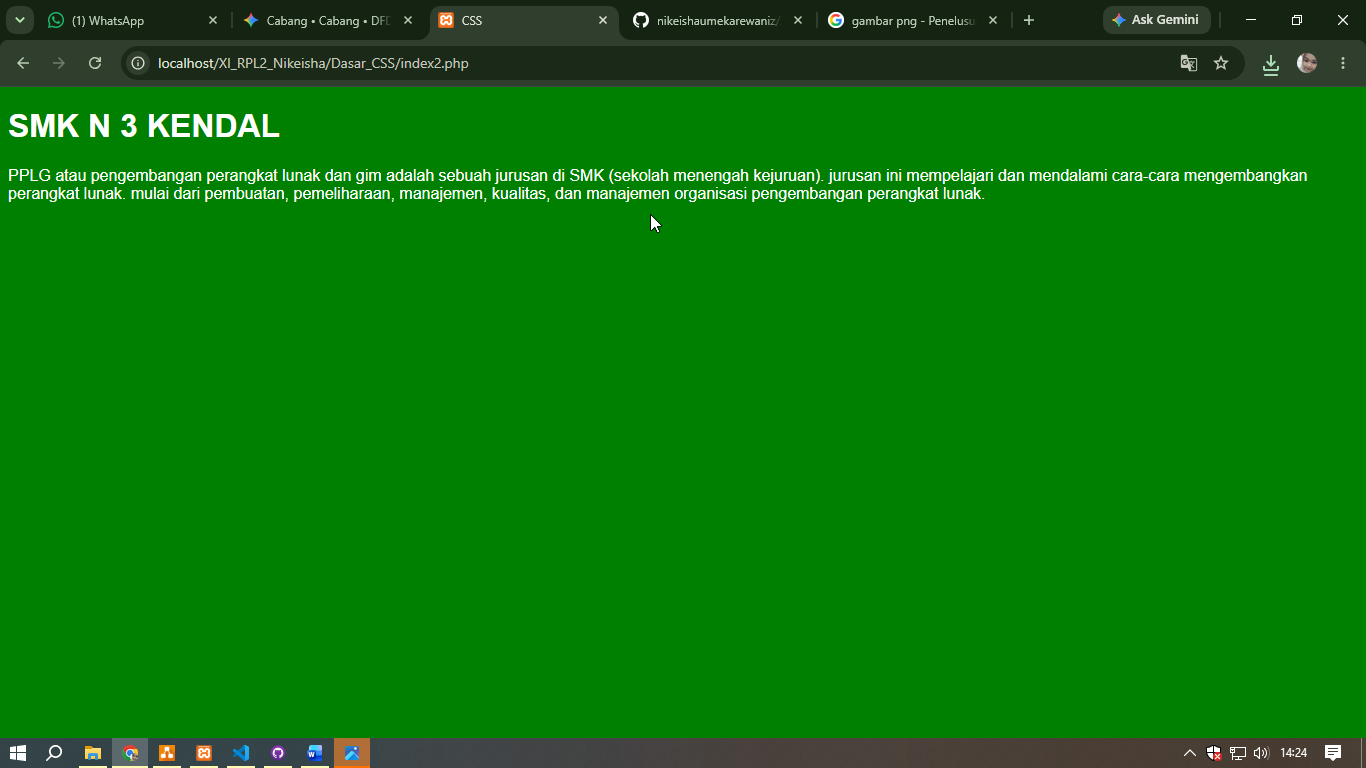 (1) WhatsApp
Cabang • Cabang • DFD
CSS
nikeishaumekarewaniz/
gambar png - Penelusu
Ask Gemini
localhost/XI_RPL2_Nikeisha/Dasar_CSS/index2.php
SMK N 3 KENDAL
PPLG atau pengembangan perangkat lunak dan gim adalah sebuah jurusan di SMK (sekolah menengah kejuruan). jurusan ini mempelajari dan mendalami cara-cara mengembangkan
perangkat lunak. mulai dari pembuatan, pemeliharaan, manajemen, kualitas, dan manajemen organisasi pengembangan perangkat lunak.
14:24